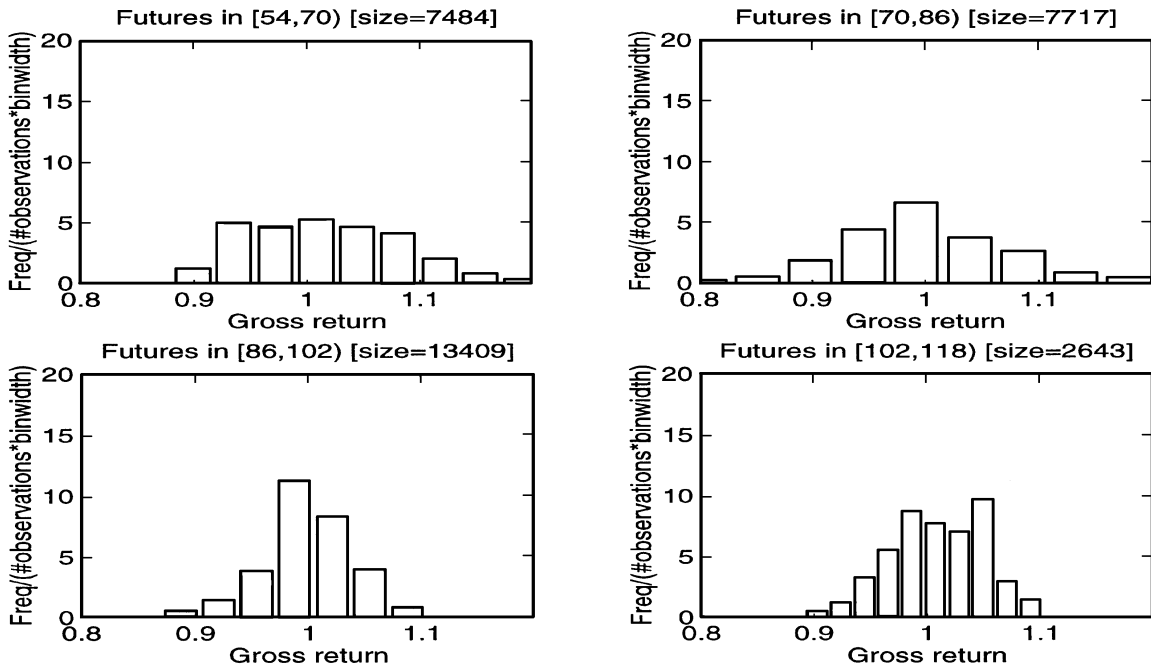 Futures in [54,70) [size=7484]
Freq/(#observations*binwidth)
20
15
10
5
0
0.8 0.9 1 1.1
Gross return
Futures in [70,86) [size=7717]
Freq/(#observations*binwidth)
20
15
10
5
0
0.8 0.9 1 1.1
Gross return
Futures in [86,102) [size=13409]
Freq/(#observations*binwidth)
20
15
10
5
0
0.8 0.9 1 1.1
Gross return
Futures in [102,118) [size=2643]
Freq/(#observations*binwidth)
20
15
10
5
0
0.8 0.9 1 1.1
Gross return